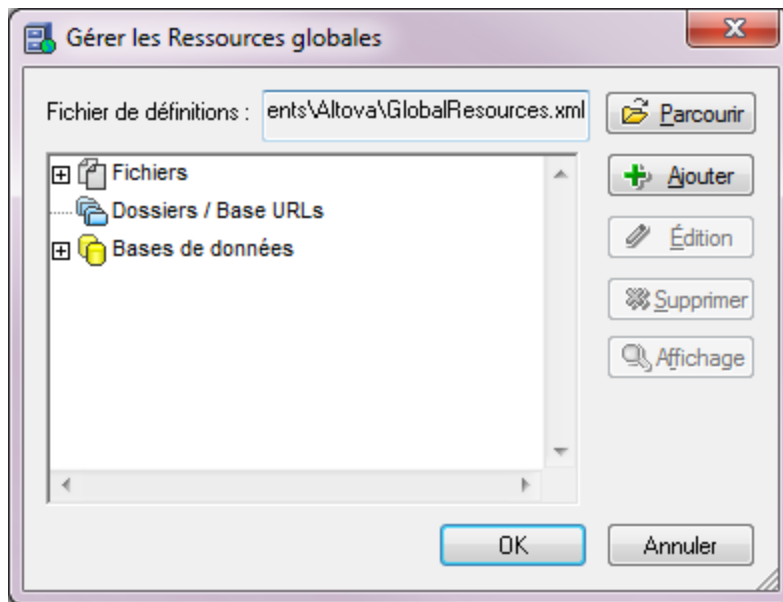 Gérer les Ressources globales
Fichier de définitions : ents\Altova\GlobalResources.xml Parcourir
Fichiers
Ajouter
Dossiers / Base URLs
Bases de données
Édition
Supprimer
Affichage
OK Annuler